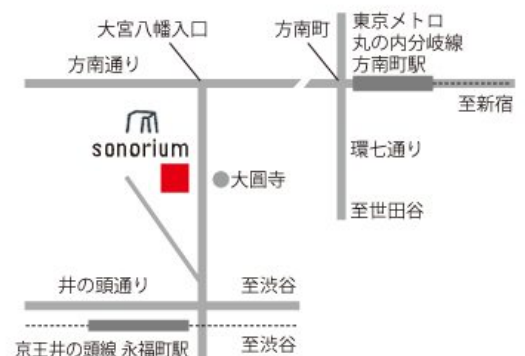 大宮八幡入口
方南町
東京メトロ
丸の内分岐線
方南町駅
方南通り
至新宿
sonorium
大圓寺
環七通り
至世田谷
井の頭通り
至渋谷
京王井の頭線 永福町駅
至渋谷